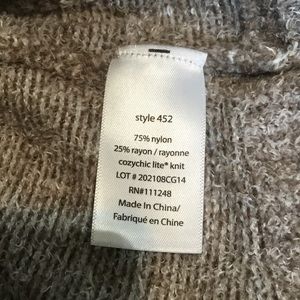 style 452
75% nylon
25% rayon / rayonne
cozychic lite® knit
LOT # 202108CG14
RN#111248
Made In China/
Fabriqué en Chine